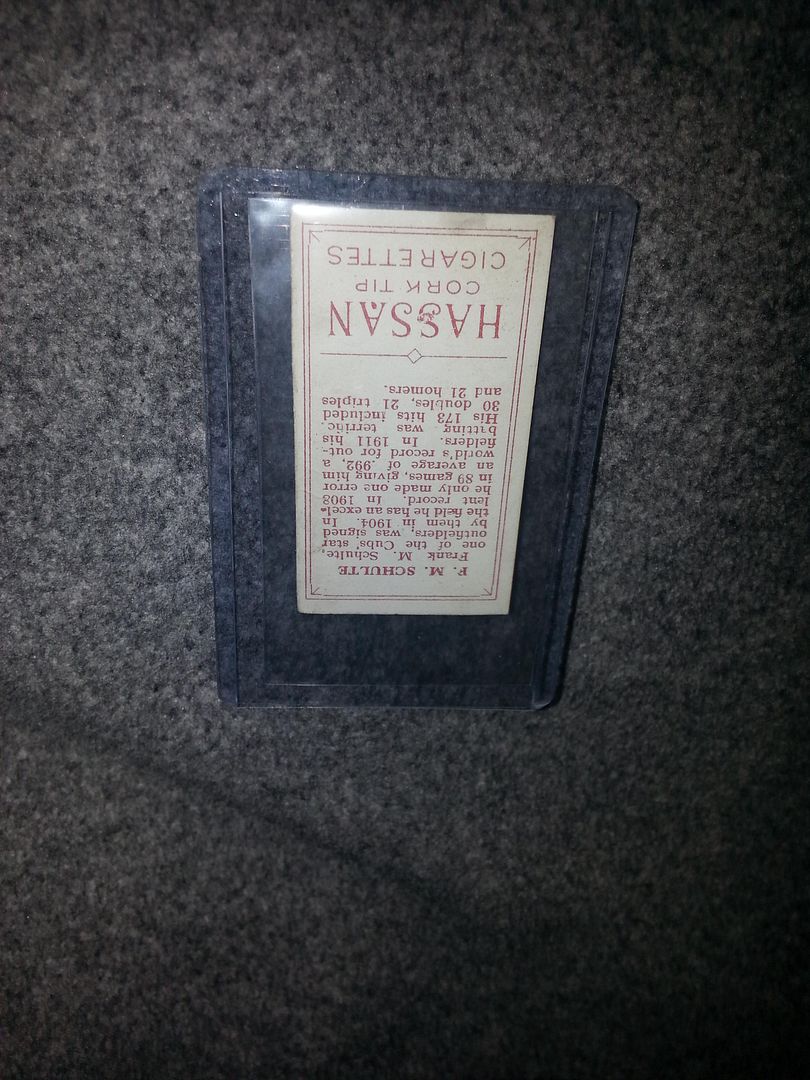 F. M. SCHULTE
Frank M. Schulte,
one of the Cubs' star
outfielders, was signed
by them in 1904. In
the field he has an excel-
lent record. In 1908
he only made one error
in 89 games, giving him
an average of .992, a
world's record for out-
fielders. In 1911 his
batting was terrific.
His 173 hits included
30 doubles, 21 triples
and 21 homers.
HASSAN
CORK TIP
CIGARETTES